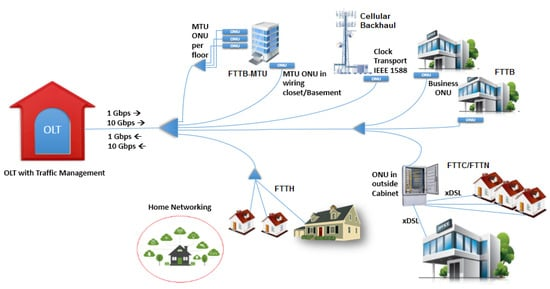 MTU
ONU
per
floor
ONU
ONU
ONU
FTTB-MTU
ONU
MTU ONU in
wiring
closet/Basement
Cellular
Backhaul
Clock
Transport
IEEE 1588
ONU
ONU
Business
ONU
FTTB
ONU
OLT
1 Gbps →
10 Gbps →
1 Gbps ←
10 Gbps ←
OLT with Traffic Management
FTTH
Home Networking
ONU in
outside
Cabinet
FTTC/FTTN
xDSL
xDSL